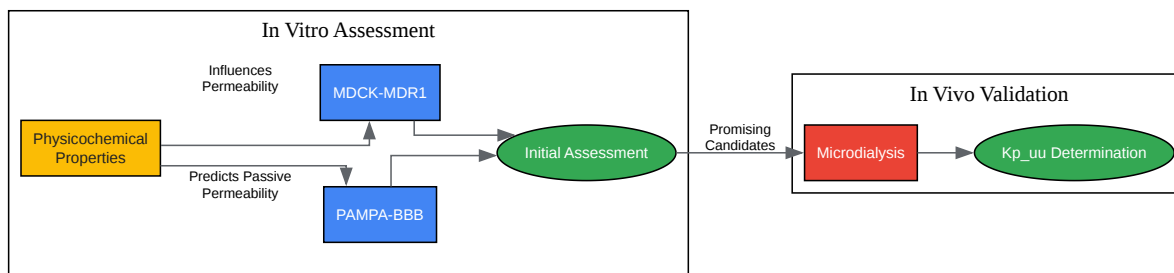 In Vitro Assessment
Influences
Permeability
MDCK-MDR1
Physicochemical
Properties
Predicts Passive
Permeability
PAMPA-BBB
Initial Assessment
Promising
Candidates
In Vivo Validation
Microdialysis
Kp_uu Determination